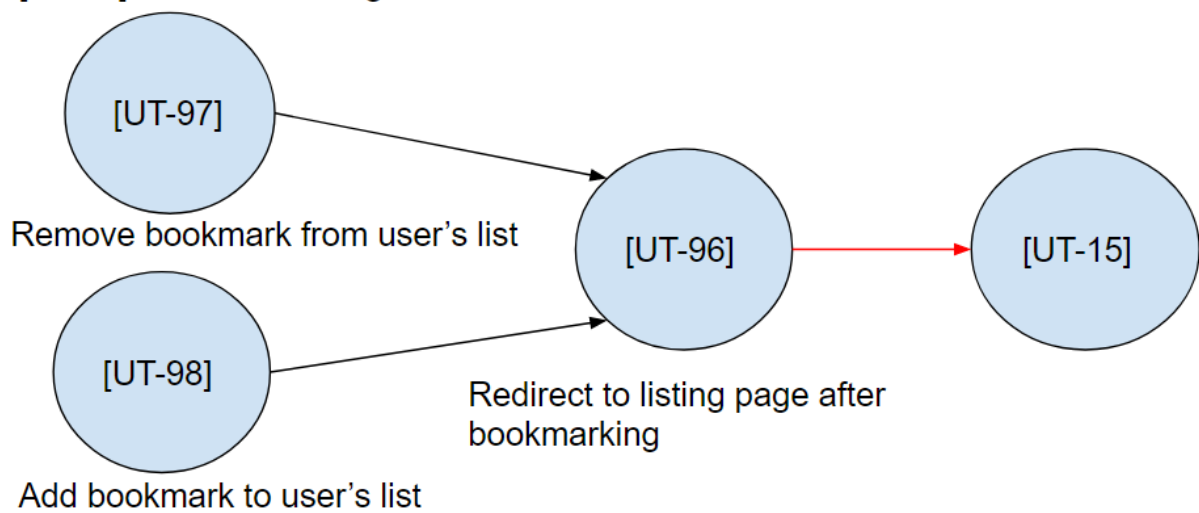 [UT-97]
Remove bookmark from user's list
[UT-96]
[UT-15]
[UT-98]
Redirect to listing page after
bookmarking
Add bookmark to user's list